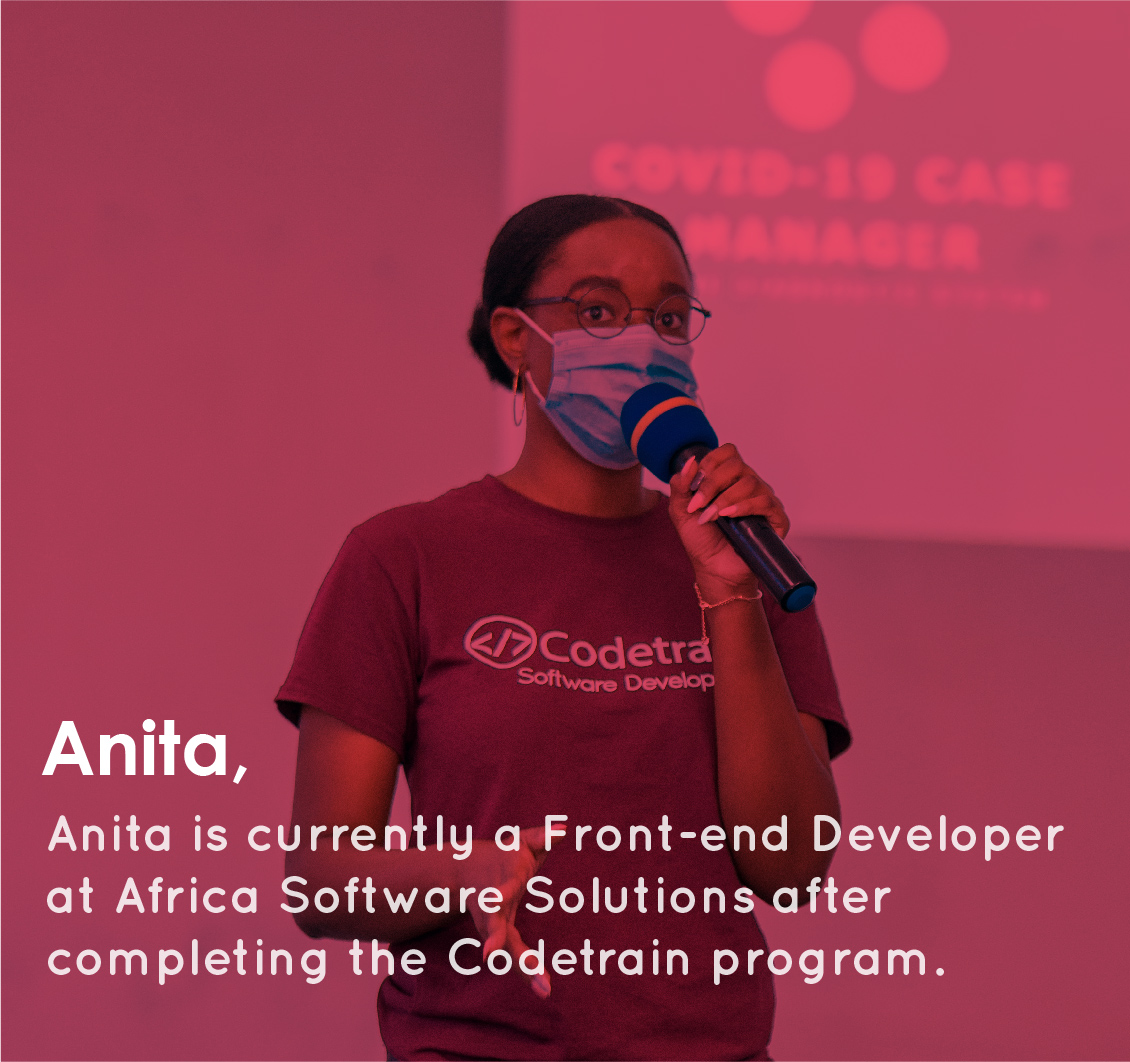 COVID-19 CASE
MANAGER
</> Codetra
Software Develop
Anita,
Anita is currently a Front-end Developer
at Africa Software Solutions after
completing the Codetrain program.